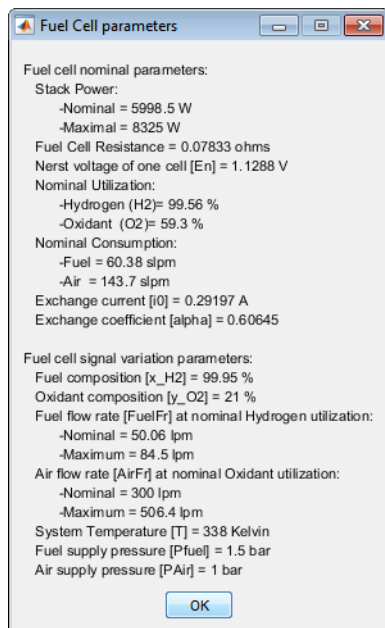 Fuel Cell parameters
Fuel cell nominal parameters:
Stack Power:
-Nominal = 5998.5 W
-Maximal = 8325 W
Fuel Cell Resistance = 0.07833 ohms
Nerst voltage of one cell [En] = 1.1288 V
Nominal Utilization:
-Hydrogen (H2)= 99.56 %
-Oxidant (O2)= 59.3 %
Nominal Consumption:
-Fuel = 60.38 slpm
-Air = 143.7 slpm
Exchange current [i0] = 0.29197 A
Exchange coefficient [alpha] = 0.60645
Fuel cell signal variation parameters:
Fuel composition [x_H2] = 99.95 %
Oxidant composition [y_O2] = 21 %
Fuel flow rate [FuelFr] at nominal Hydrogen utilization:
-Nominal = 50.06 lpm
-Maximum = 84.5 lpm
Air flow rate [AirFr] at nominal Oxidant utilization:
-Nominal = 300 lpm
-Maximum = 506.4 lpm
System Temperature [T] = 338 Kelvin
Fuel supply pressure [Pfuel] = 1.5 bar
Air supply pressure [PAir] = 1 bar
OK